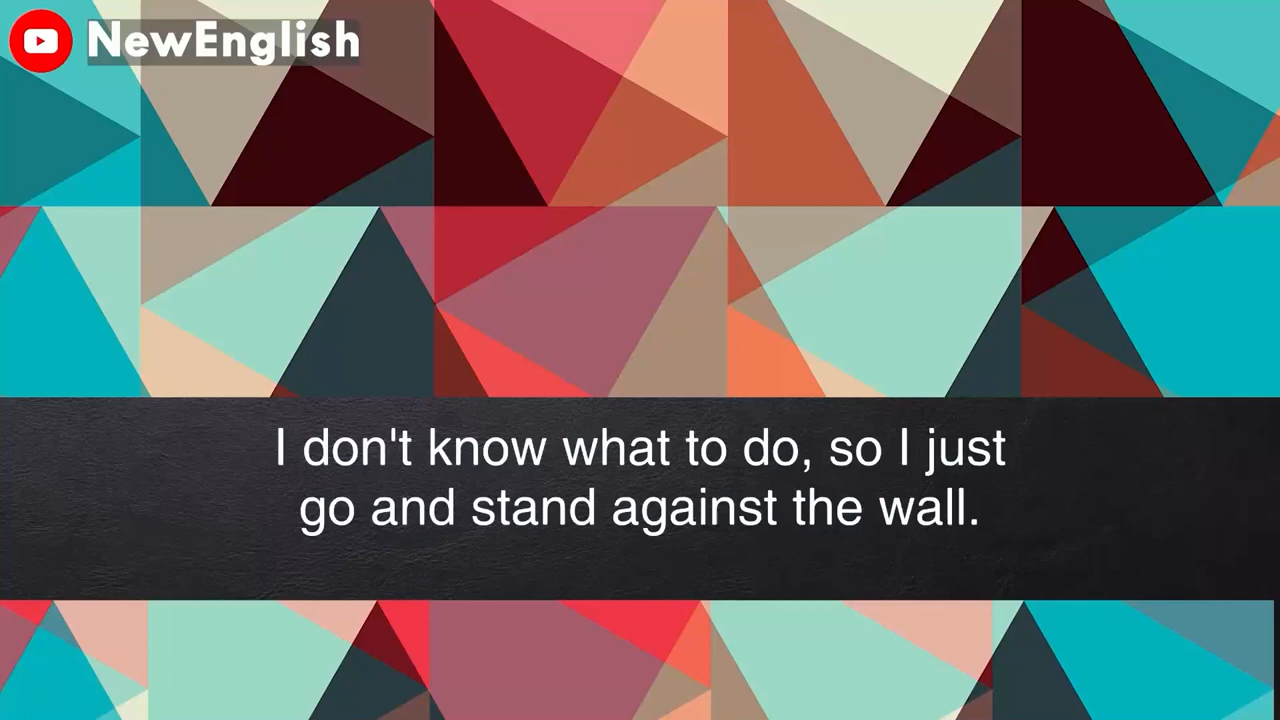 NewEnglish
I don't know what to do, so I just
go and stand against the wall.